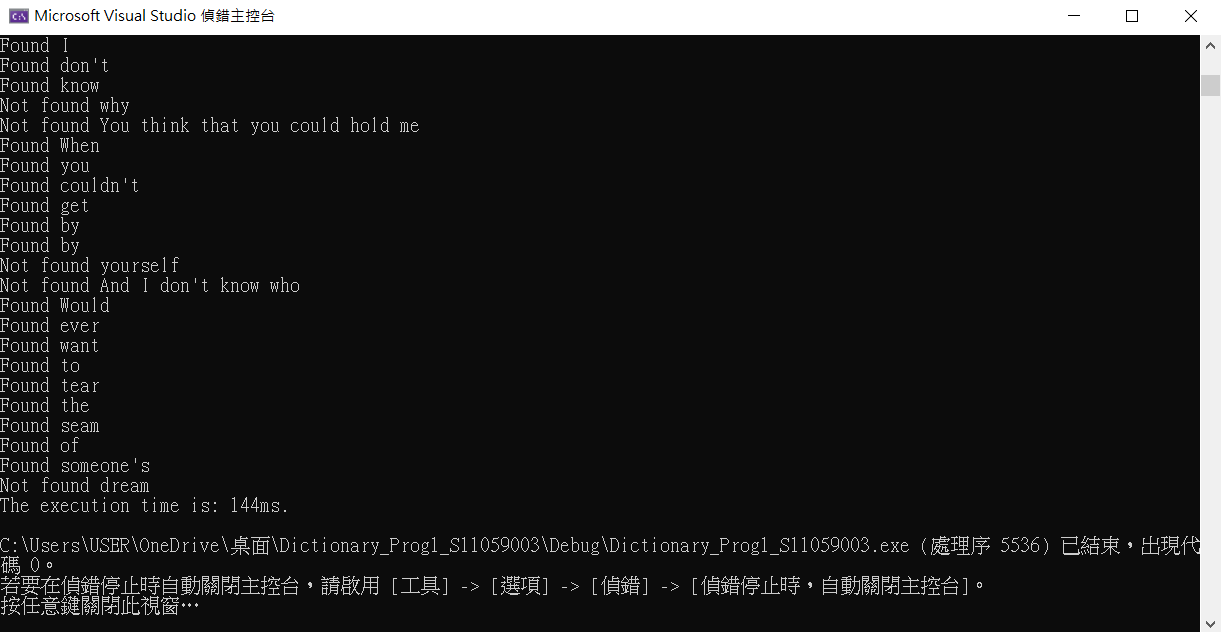 Microsoft Visual Studio 偵錯主控台
Found I
Found don't
Found know
Not found why
Not found You think that you could hold me
Found When
Found you
Found couldn't
Found get
Found by
Found by
Not found yourself
Not found And I don't know who
Found Would
Found ever
Found want
Found to
Found tear
Found the
Found seam
Found of
Found someone's
Not found dream
The execution time is: 144ms.
C:\Users\USER\OneDrive\桌面\Dictionary_Prog1_S11059003\Debug\Dictionary_Prog1_S11059003.exe (處理序 5536) 已結束，出現代
碼 0。
若要在偵錯停止時自動關閉主控台，請啟用 [工具] -> [選項] -> [偵錯] -> [偵錯停止時，自動關閉主控台]。
按任意鍵關閉此視窗…